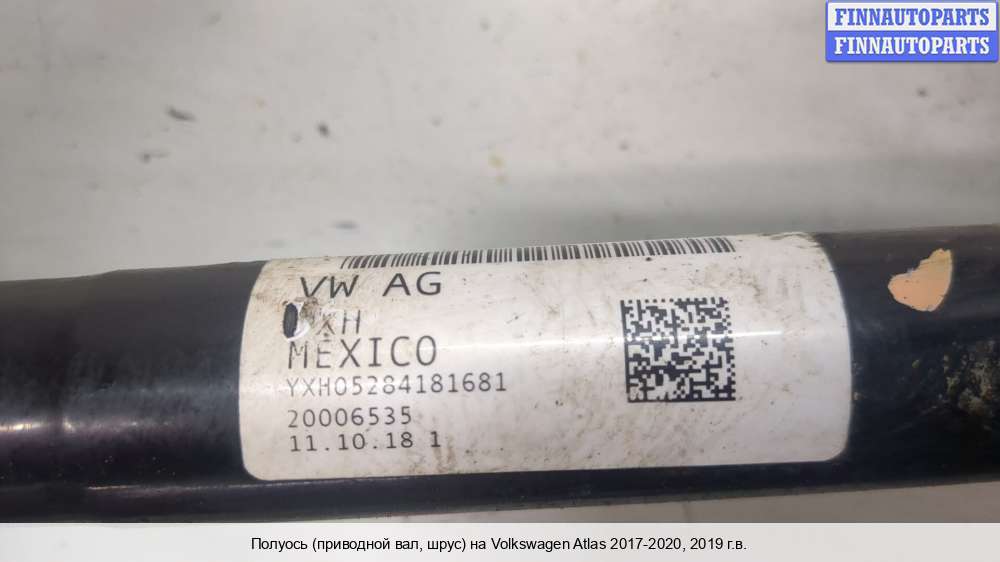 FINNAUTOPARTS
FINNAUTOPARTS
VW AG
XH
MEXICO
YXH05284181681
20006535
11.10.18 1
Полуось (приводной вал, шрус) на Volkswagen Atlas 2017-2020, 2019 г.в.